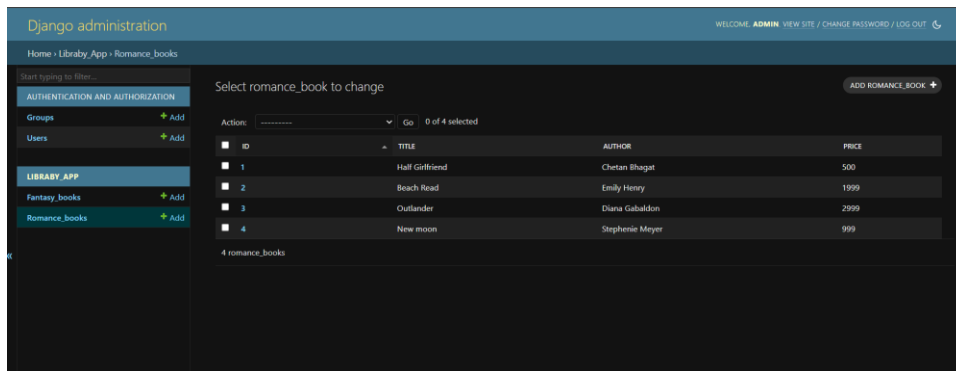 Django administration
WELCOME, ADMIN. VIEW SITE / CHANGE PASSWORD / LOG OUT
Home › Libraby_App › Romance_books
Start typing to filter...
AUTHENTICATION AND AUTHORIZATION
Groups + Add
Users + Add
LIBRABY_APP
Fantasy_books + Add
Romance_books + Add
«
Select romance_book to change
ADD ROMANCE_BOOK +
Action: --------- Go 0 of 4 selected
ID TITLE AUTHOR PRICE
1 Half Girlfriend Chetan Bhagat 500
2 Beach Read Emily Henry 1999
3 Outlander Diana Gabaldon 2999
4 New moon Stephenie Meyer 999
4 romance_books